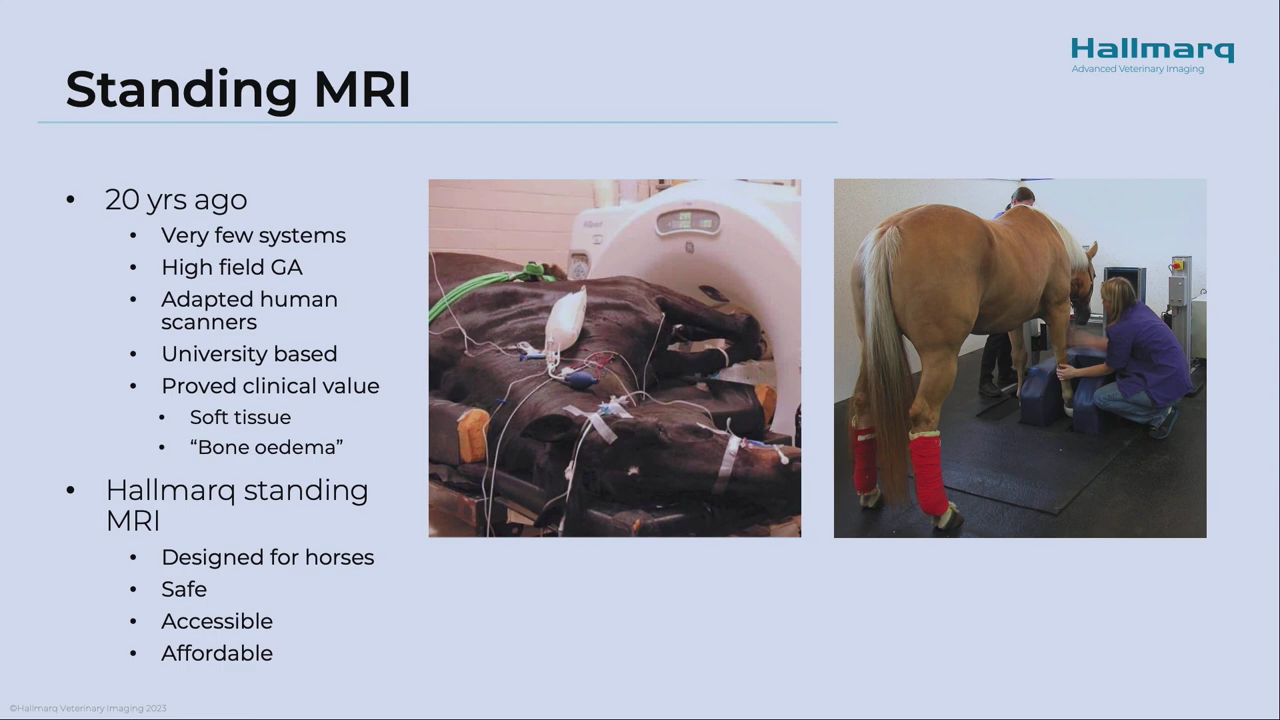 Hallmarq
Advanced Veterinary Imaging
Standing MRI
• 20 yrs ago
• Very few systems
• High field GA
• Adapted human
scanners
• University based
• Proved clinical value
• Soft tissue
• “Bone oedema”
• Hallmarq standing
MRI
• Designed for horses
• Safe
• Accessible
• Affordable
©Hallmarq Veterinary Imaging 2023